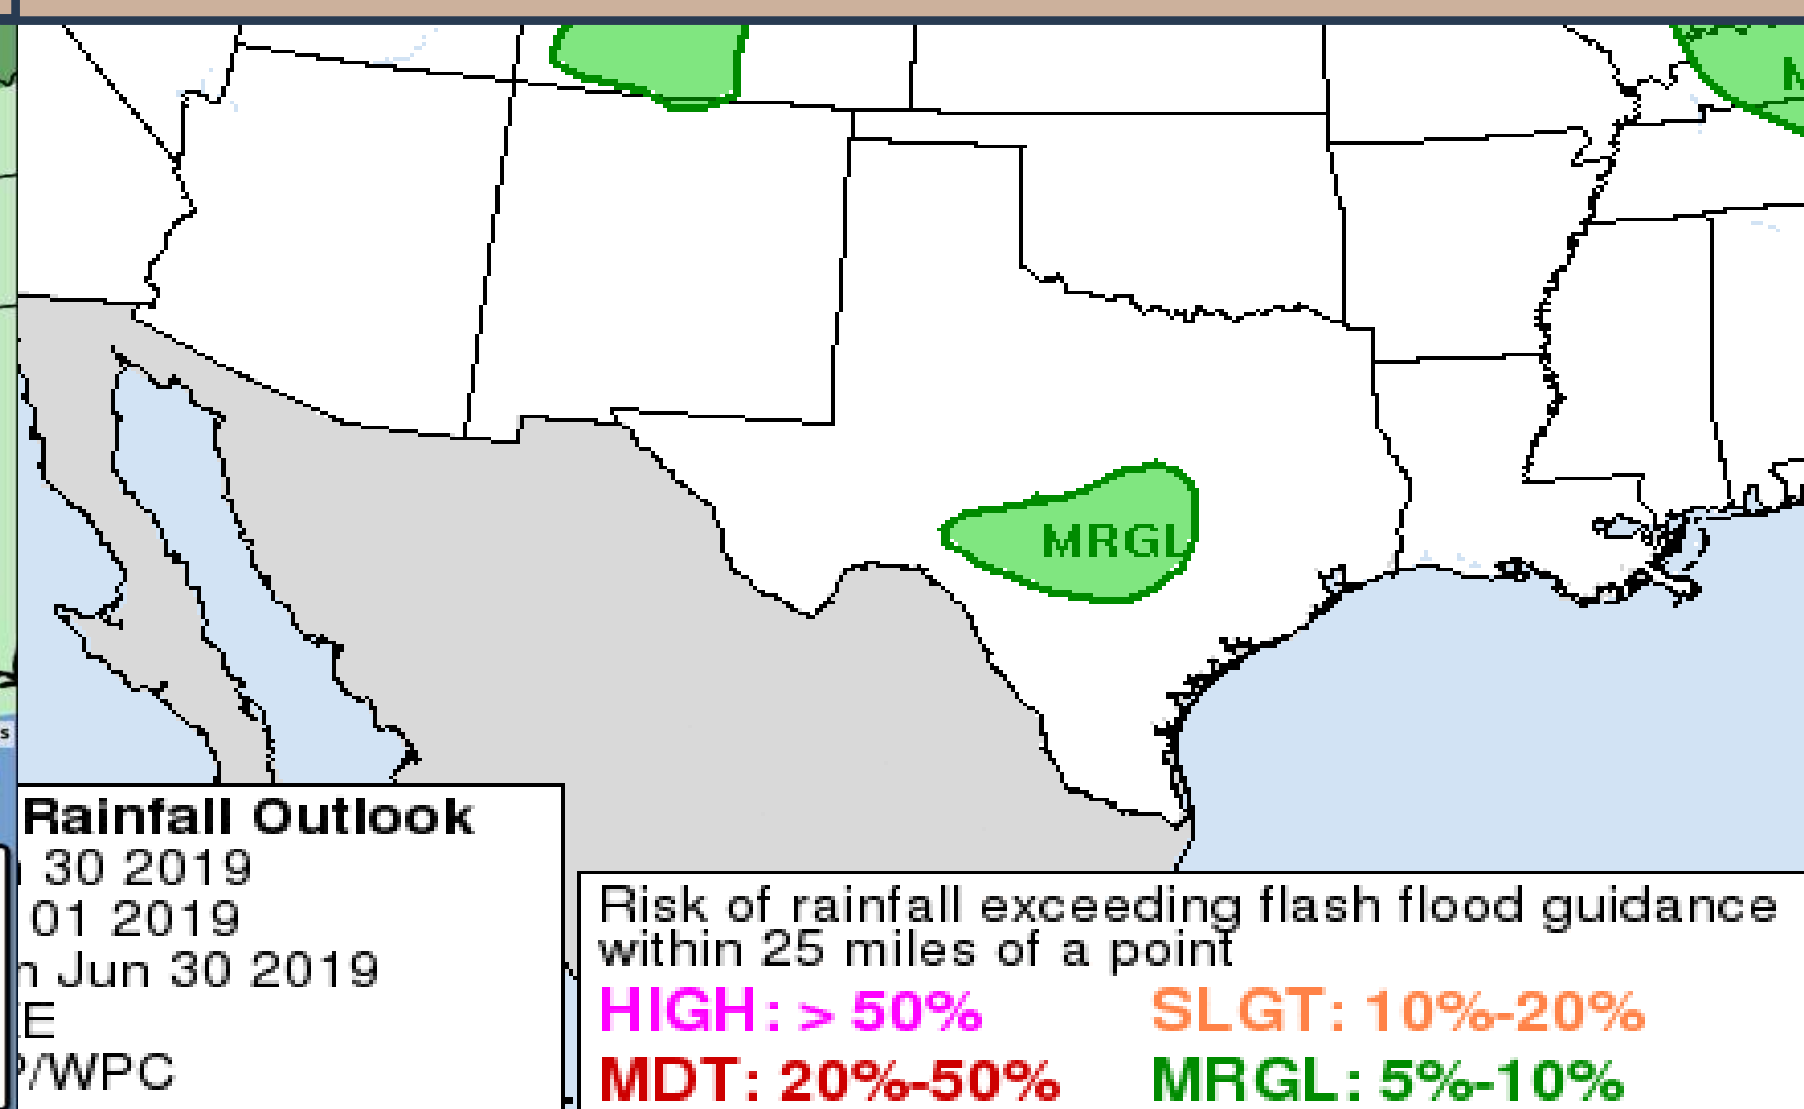 MRGL
Rainfall Outlook
30 2019
01 2019
Jun 30 2019
/WPC
Risk of rainfall exceeding flash flood guidance
within 25 miles of a point
HIGH: > 50% SLGT: 10%-20%
MDT: 20%-50% MRGL: 5%-10%